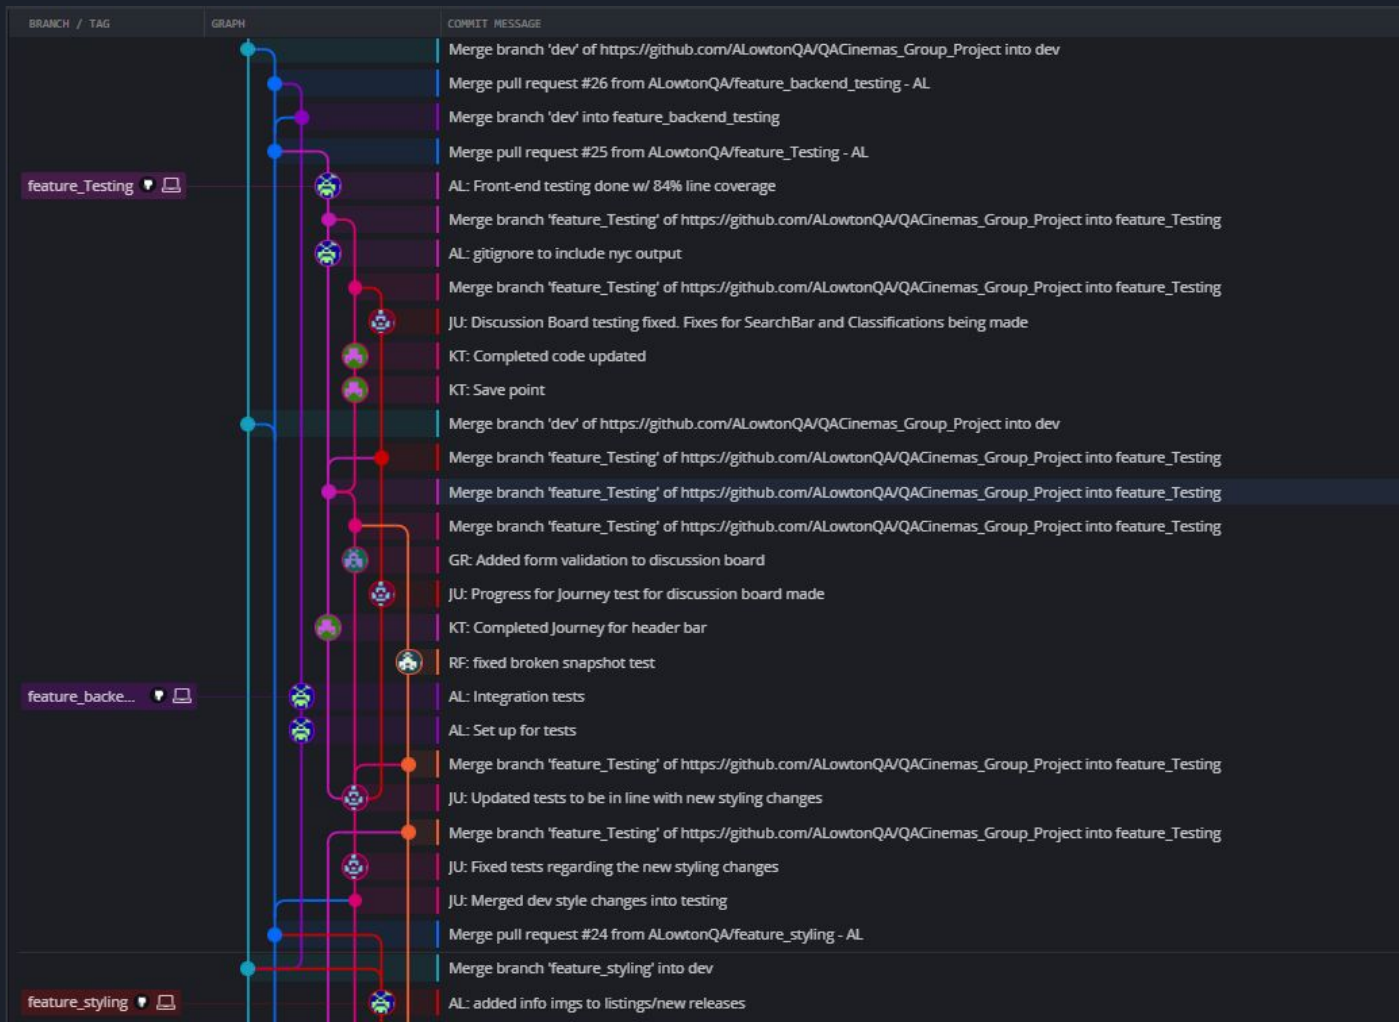 BRANCH / TAG GRAPH COMMIT MESSAGE
Merge branch 'dev' of https://github.com/ALowtonQA/QACinemas_Group_Project into dev
Merge pull request #26 from ALowtonQA/feature_backend_testing - AL
Merge branch 'dev' into feature_backend_testing
Merge pull request #25 from ALowtonQA/feature_Testing - AL
feature_Testing AL: Front-end testing done w/ 84% line coverage
Merge branch 'feature_Testing' of https://github.com/ALowtonQA/QACinemas_Group_Project into feature_Testing
AL: gitignore to include nyc output
Merge branch 'feature_Testing' of https://github.com/ALowtonQA/QACinemas_Group_Project into feature_Testing
JU: Discussion Board testing fixed. Fixes for SearchBar and Classifications being made
KT: Completed code updated
KT: Save point
Merge branch 'dev' of https://github.com/ALowtonQA/QACinemas_Group_Project into dev
Merge branch 'feature_Testing' of https://github.com/ALowtonQA/QACinemas_Group_Project into feature_Testing
Merge branch 'feature_Testing' of https://github.com/ALowtonQA/QACinemas_Group_Project into feature_Testing
Merge branch 'feature_Testing' of https://github.com/ALowtonQA/QACinemas_Group_Project into feature_Testing
GR: Added form validation to discussion board
JU: Progress for Journey test for discussion board made
KT: Completed Journey for header bar
RF: fixed broken snapshot test
feature_backe... AL: Integration tests
AL: Set up for tests
Merge branch 'feature_Testing' of https://github.com/ALowtonQA/QACinemas_Group_Project into feature_Testing
JU: Updated tests to be in line with new styling changes
Merge branch 'feature_Testing' of https://github.com/ALowtonQA/QACinemas_Group_Project into feature_Testing
JU: Fixed tests regarding the new styling changes
JU: Merged dev style changes into testing
Merge pull request #24 from ALowtonQA/feature_styling - AL
Merge branch 'feature_styling' into dev
feature_styling AL: added info imgs to listings/new releases